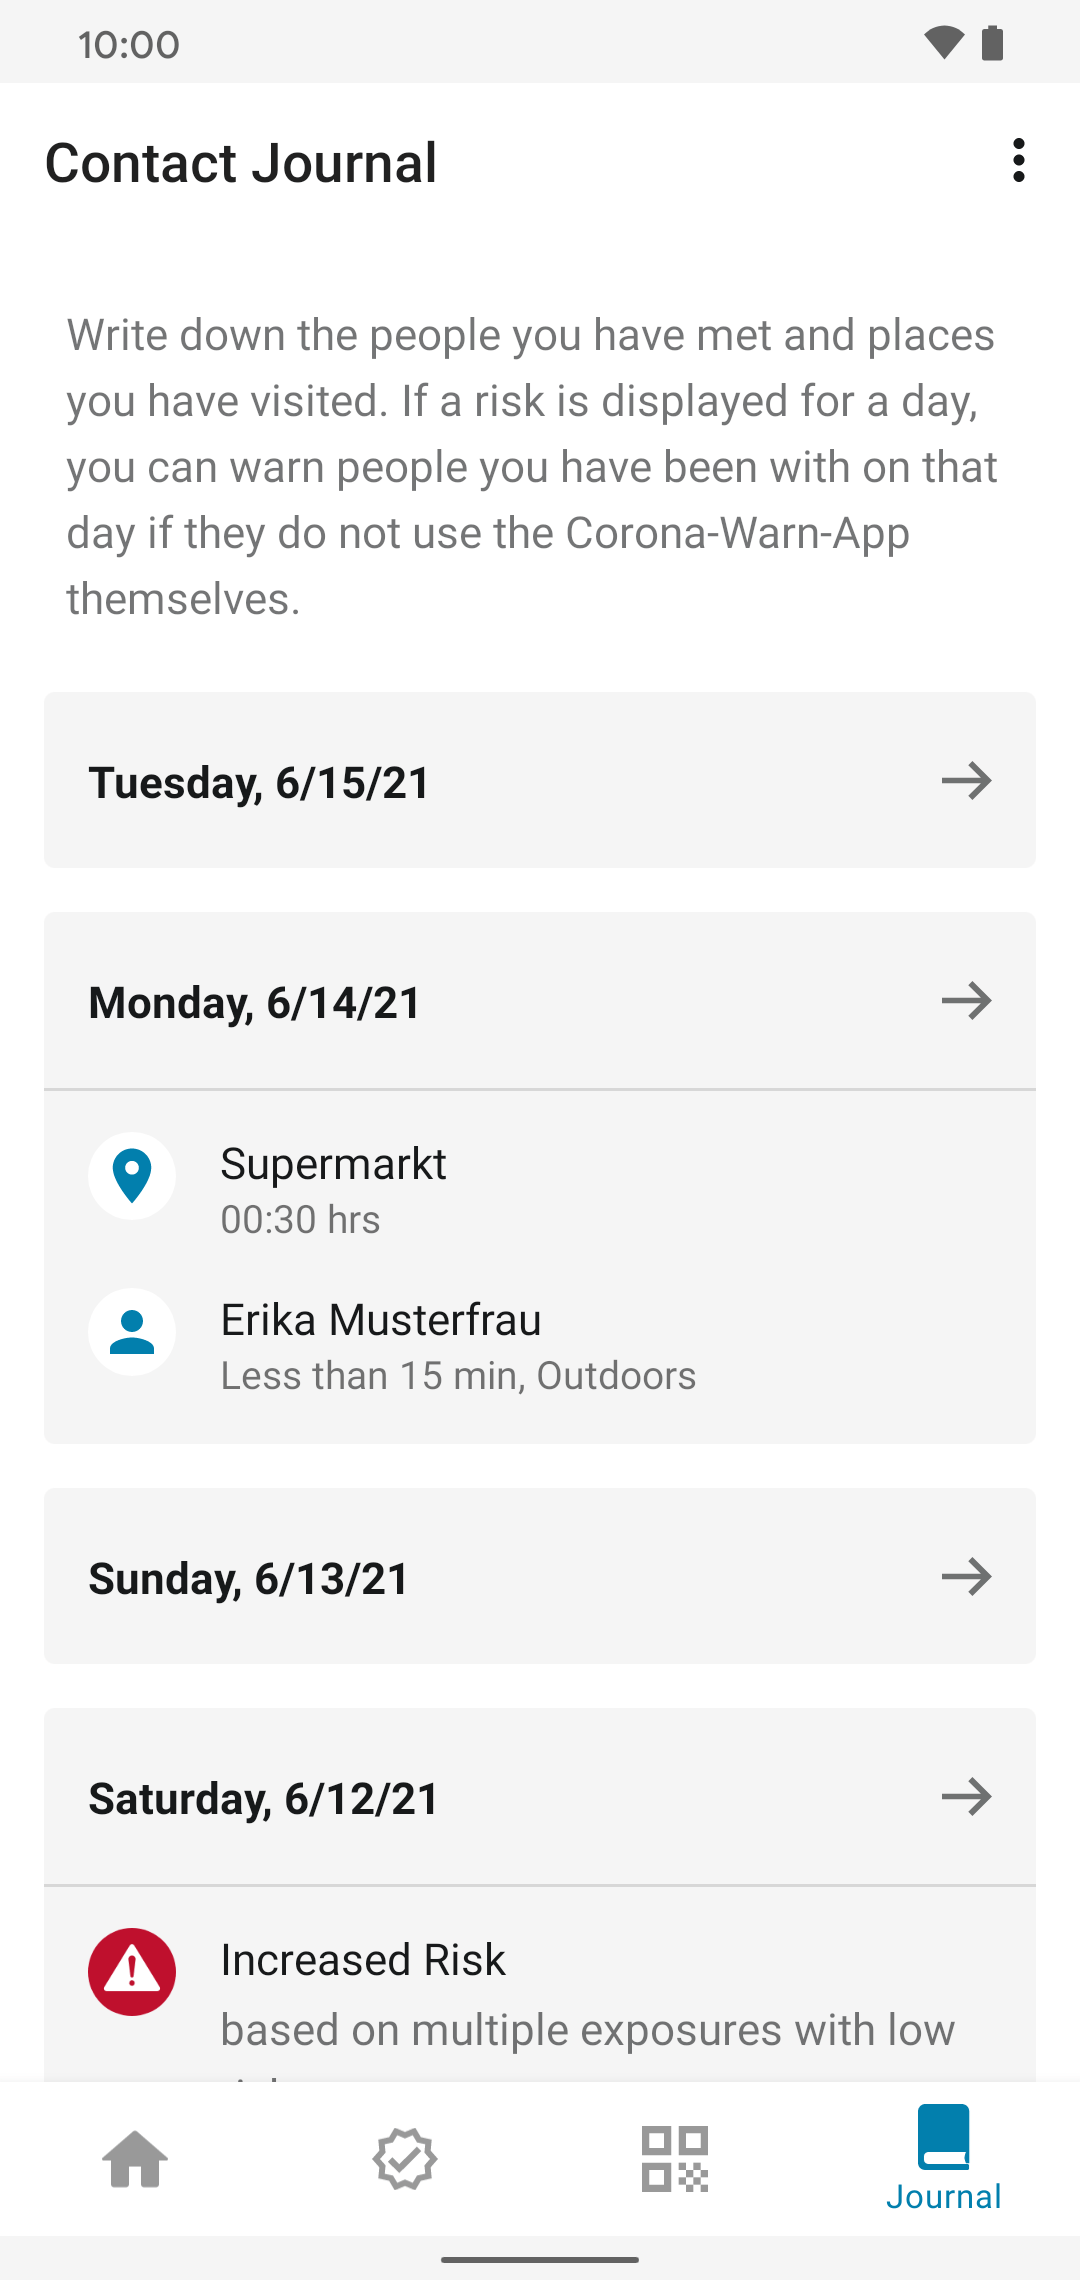 10:00
Contact Journal
Write down the people you have met and places
you have visited. If a risk is displayed for a day,
you can warn people you have been with on that
day if they do not use the Corona-Warn-App
themselves.
Tuesday, 6/15/21
Monday, 6/14/21
Supermarkt
00:30 hrs
Erika Musterfrau
Less than 15 min, Outdoors
Sunday, 6/13/21
Saturday, 6/12/21
Increased Risk
based on multiple exposures with low
Journal